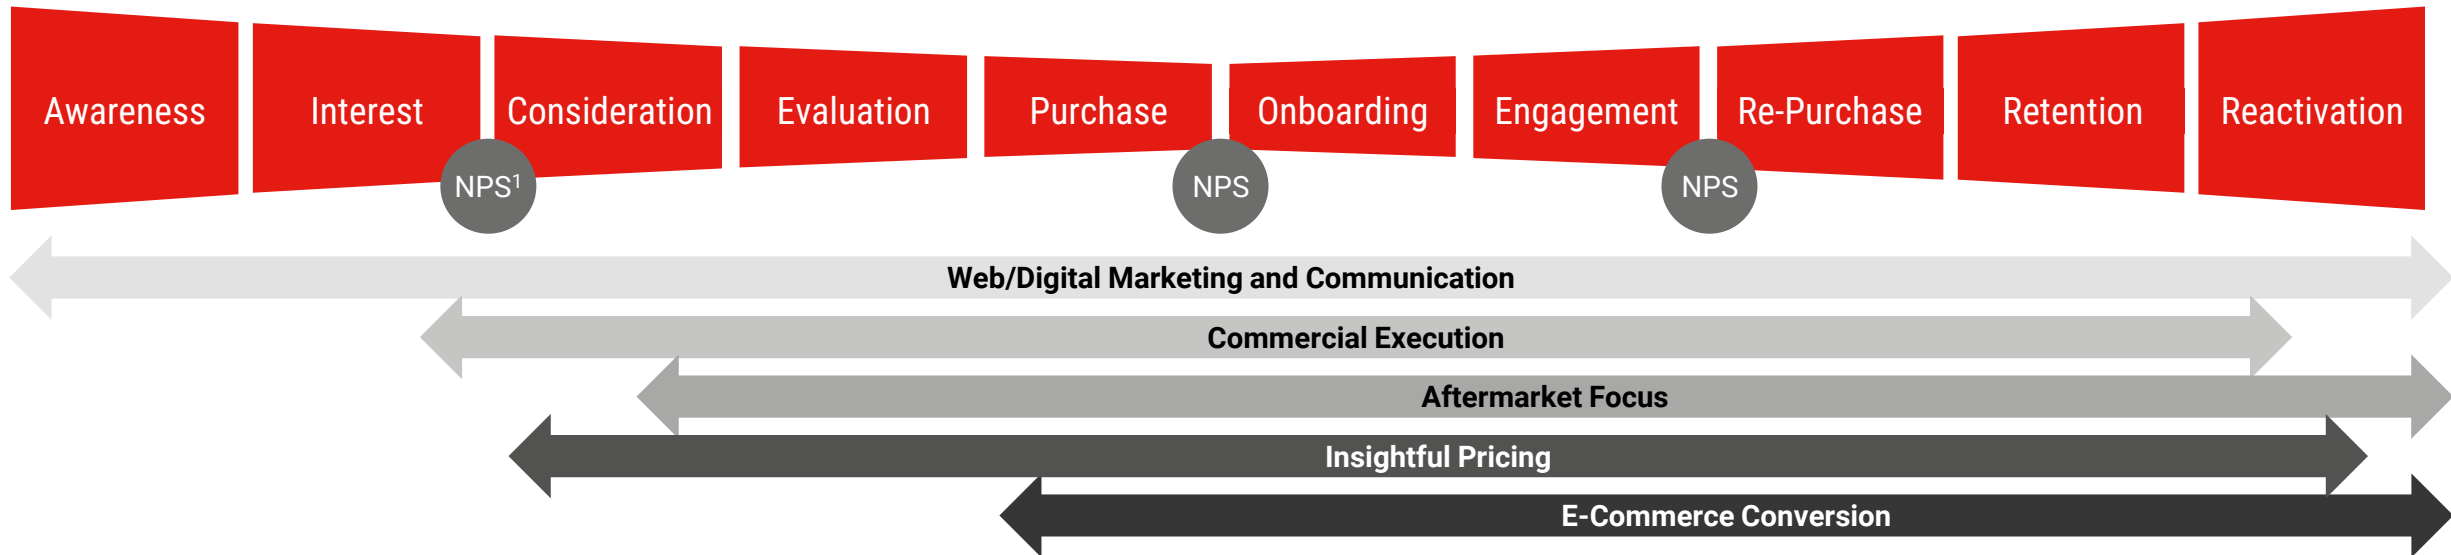 Awareness
Interest
Consideration
Evaluation
Purchase
Onboarding
Engagement
Re-Purchase
Retention
Reactivation
NPS¹
NPS
NPS
Web/Digital Marketing and Communication
Commercial Execution
Aftermarket Focus
Insightful Pricing
E-Commerce Conversion